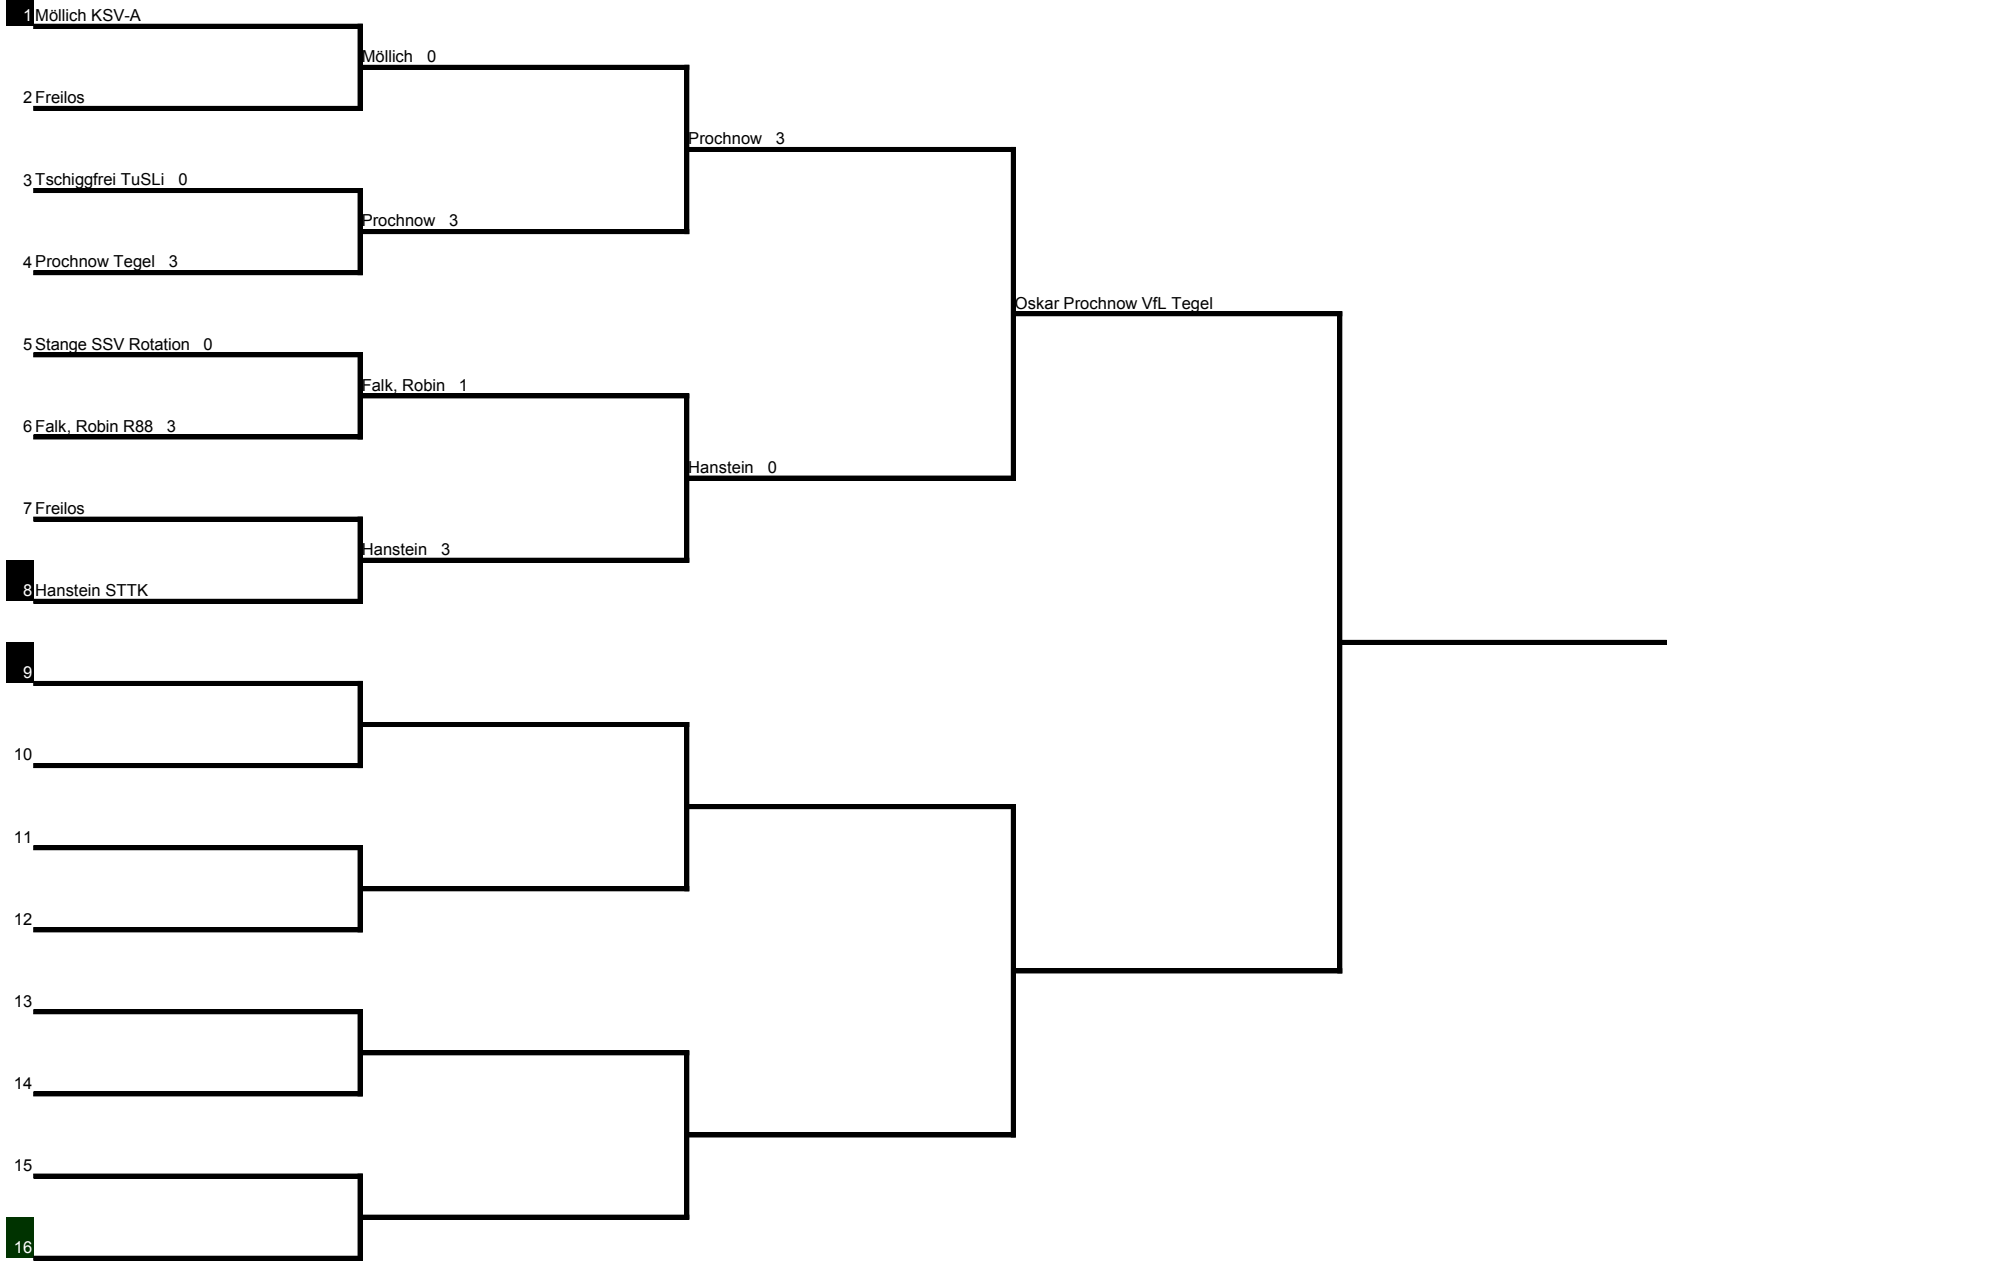 1 Möllich KSV-A
Möllich 0
2 Freilos
Prochnow 3
3 Tschiggfrei TuSLi 0
Prochnow 3
4 Prochnow Tegel 3
Oskar Prochnow VfL Tegel
5 Stange SSV Rotation 0
Falk, Robin 1
6 Falk, Robin R88 3
Hanstein 0
7 Freilos
Hanstein 3
8 Hanstein STTK
9
10
11
12
13
14
15
16